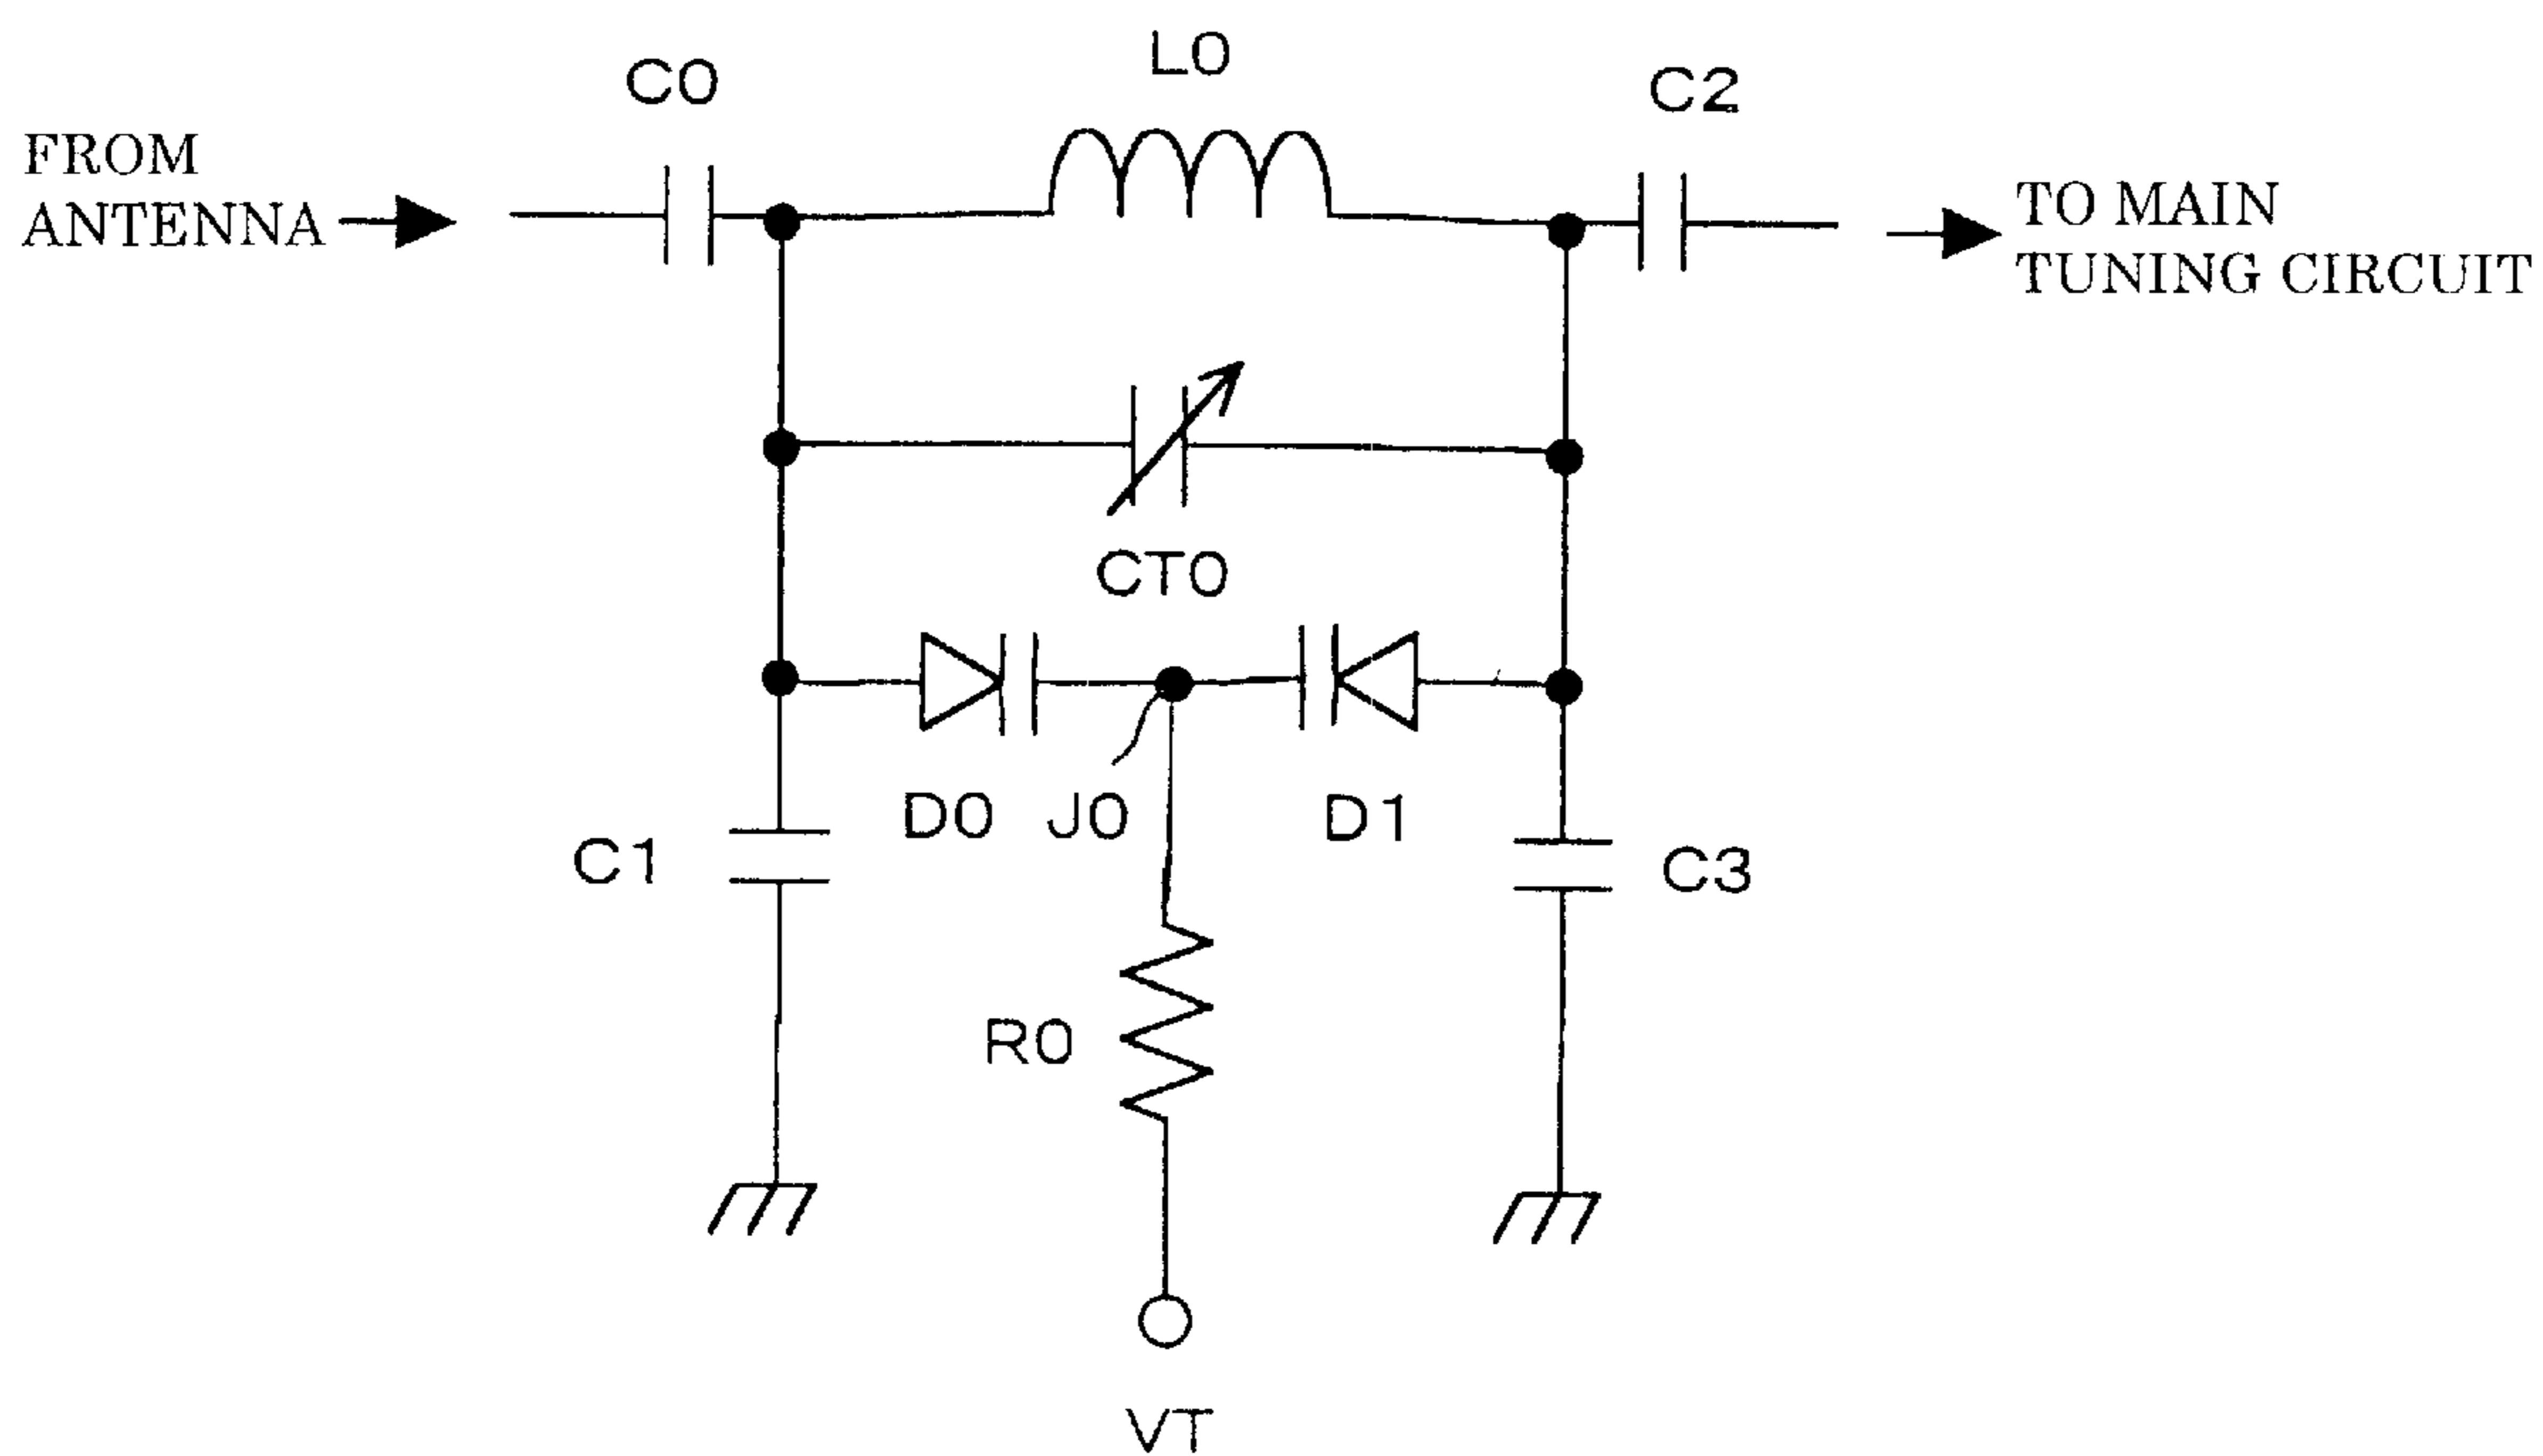 L0
C0
C2
FROM
ANTENNA
TO MAIN
TUNING CIRCUIT
CT0
D0
J0
D1
C1
C3
R0
VT